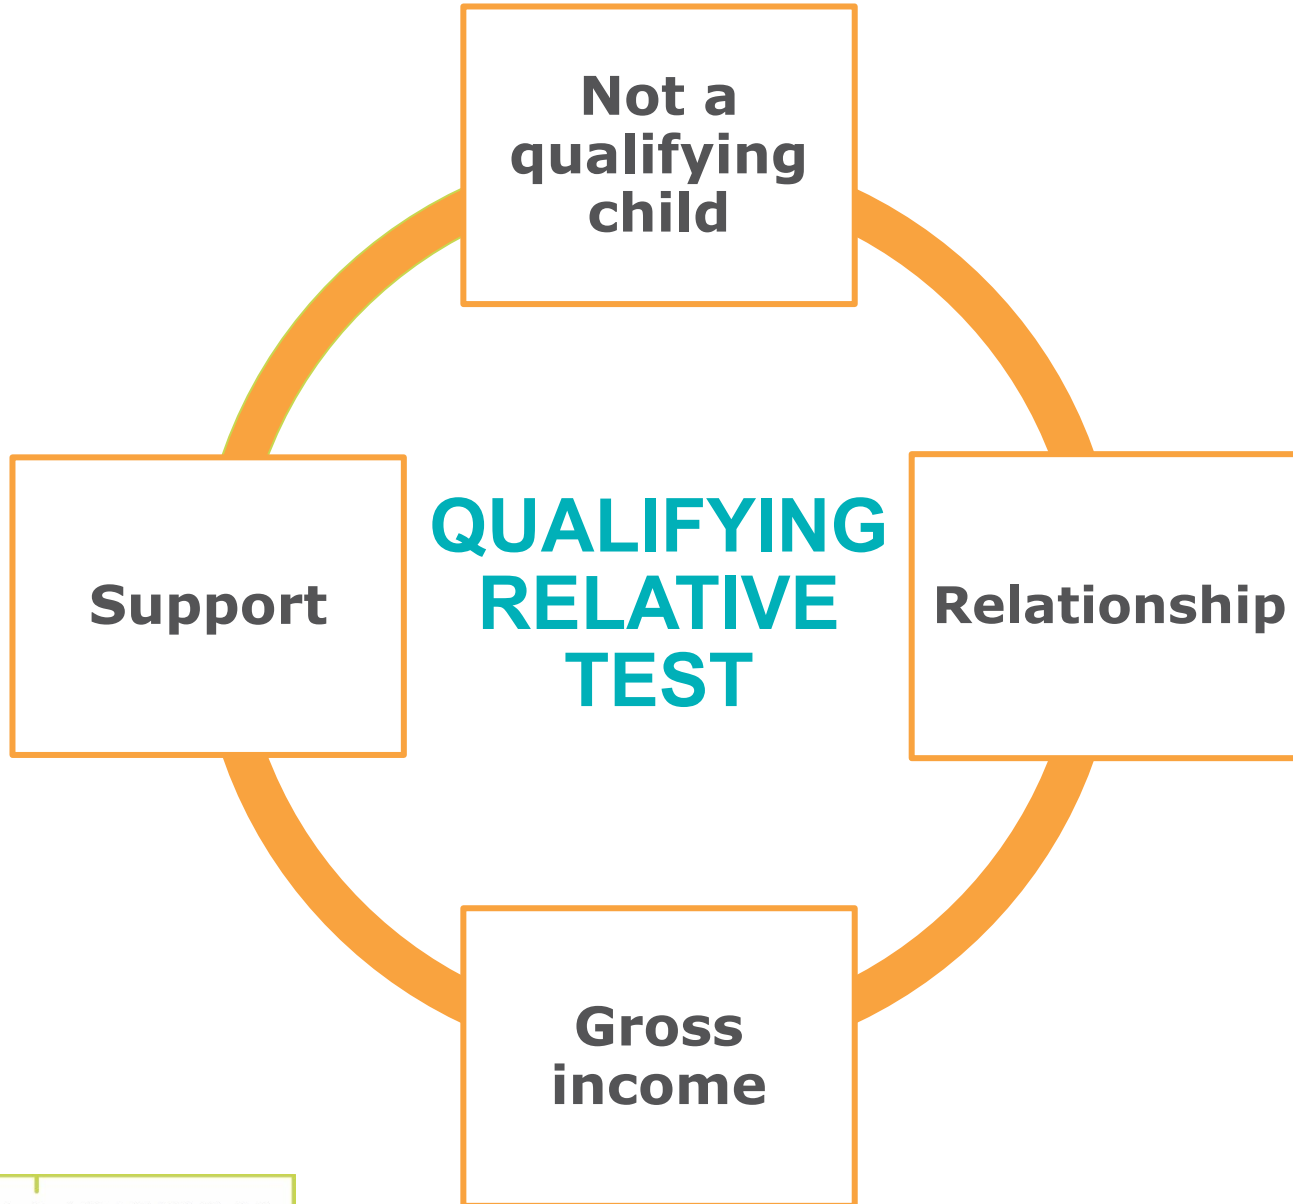 Not a
qualifying
child
QUALIFYING
RELATIVE
TEST
Support
Relationship
Gross
income